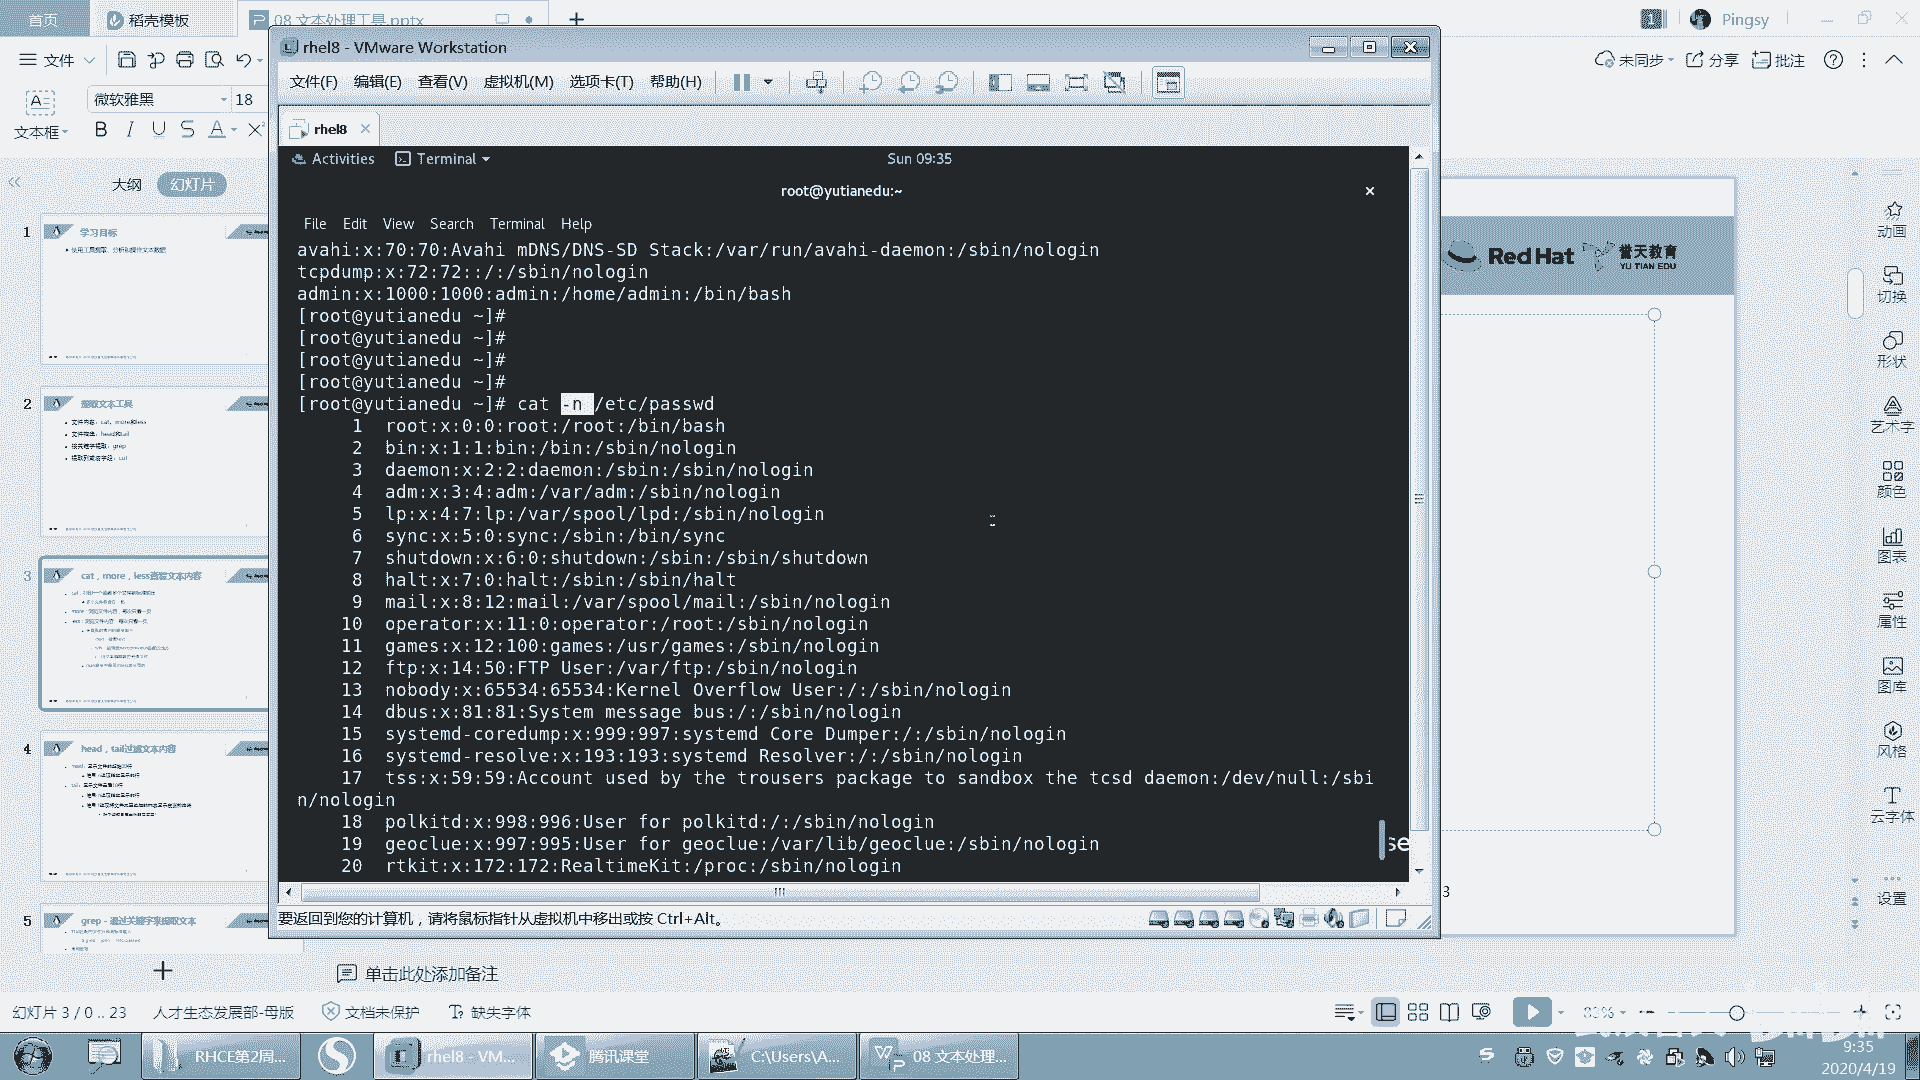 首页
稻壳模板
08 文本处理工具.pptx
Pingsy
文件
未同步
分享
批注
文本框
微软雅黑
18
B I U S A X²
大纲
幻灯片
1
学习目标
2
提取文本工具
文件内容：cat、more和less
3
cat，more，less查看文本内容
4
head，tail过滤文本内容
5
grep - 通过关键字来提取文本
rhel8 - VMware Workstation
文件(F) 编辑(E) 查看(V) 虚拟机(M) 选项卡(T) 帮助(H)
rhel8
Activities
Terminal
Sun 09:35
root@yutianedu:~
File Edit View Search Terminal Help
avahi:x:70:70:Avahi mDNS/DNS-SD Stack:/var/run/avahi-daemon:/sbin/nologin
tcpdump:x:72:72::/:/sbin/nologin
admin:x:1000:1000:admin:/home/admin:/bin/bash
[root@yutianedu ~]#
[root@yutianedu ~]#
[root@yutianedu ~]#
[root@yutianedu ~]#
[root@yutianedu ~]# cat -n /etc/passwd
1 root:x:0:0:root:/root:/bin/bash
2 bin:x:1:1:bin:/bin:/sbin/nologin
3 daemon:x:2:2:daemon:/sbin:/sbin/nologin
4 adm:x:3:4:adm:/var/adm:/sbin/nologin
5 lp:x:4:7:lp:/var/spool/lpd:/sbin/nologin
6 sync:x:5:0:sync:/sbin:/bin/sync
7 shutdown:x:6:0:shutdown:/sbin:/sbin/shutdown
8 halt:x:7:0:halt:/sbin:/sbin/halt
9 mail:x:8:12:mail:/var/spool/mail:/sbin/nologin
10 operator:x:11:0:operator:/root:/sbin/nologin
11 games:x:12:100:games:/usr/games:/sbin/nologin
12 ftp:x:14:50:FTP User:/var/ftp:/sbin/nologin
13 nobody:x:65534:65534:Kernel Overflow User:/:/sbin/nologin
14 dbus:x:81:81:System message bus:/:/sbin/nologin
15 systemd-coredump:x:999:997:systemd Core Dumper:/:/sbin/nologin
16 systemd-resolve:x:193:193:systemd Resolver:/:/sbin/nologin
17 tss:x:59:59:Account used by the trousers package to sandbox the tcsd daemon:/dev/null:/sbi
n/nologin
18 polkitd:x:998:996:User for polkitd:/:/sbin/nologin
19 geoclue:x:997:995:User for geoclue:/var/lib/geoclue:/sbin/nologin
20 rtkit:x:172:172:RealtimeKit:/proc:/sbin/nologin
se
要返回到您的计算机，请将鼠标指针从虚拟机中移出或按 Ctrl+Alt。
Red Hat
誉天教育
YU TIAN EDU
3
动画
切换
形状
艺术字
颜色
图表
属性
图库
风格
云字体
设置
单击此处添加备注
幻灯片 3 / 0 .. 23
人才生态发展部-母版
文档未保护
缺失字体
RHCE第2周...
rhel8 - VM...
腾讯课堂
C:\Users\A...
08 文本处理...
9:35
2020/4/19